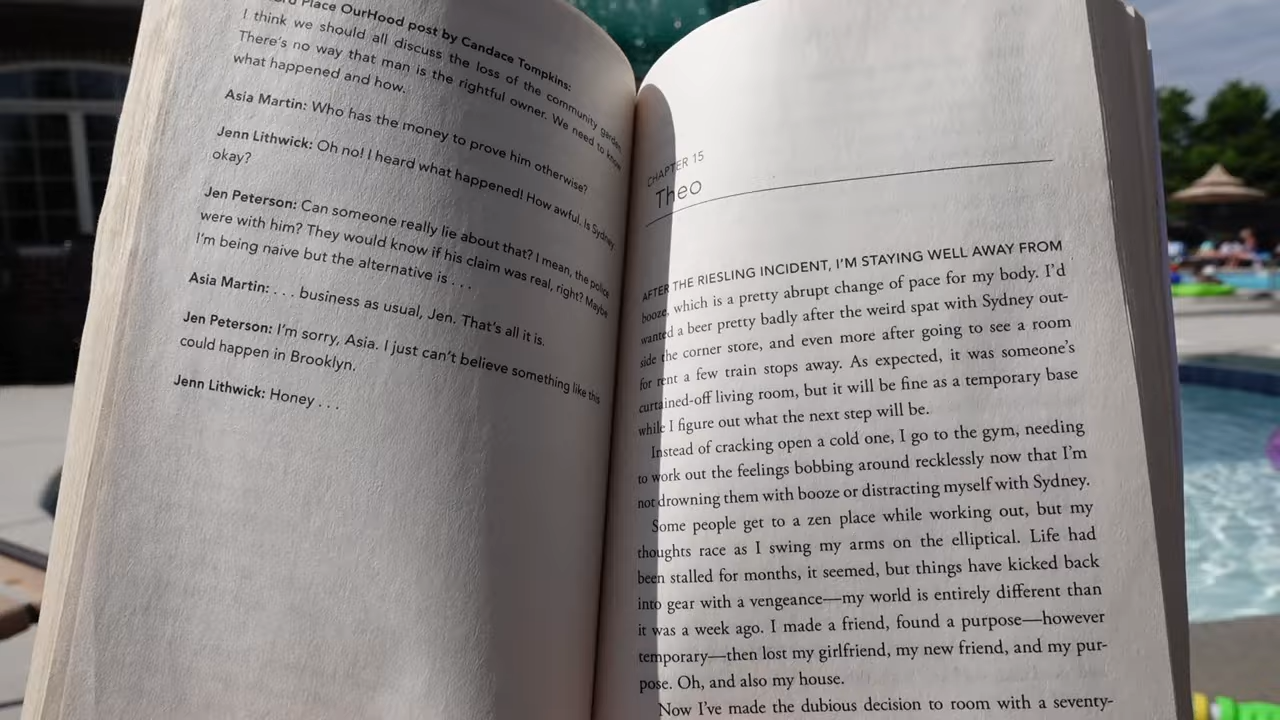 Place OurHood post by Candace Tompkins:
I think we should all discuss the loss of the community garden.
There's no way that man is the rightful owner. We need to know
what happened and how.
Asia Martin: Who has the money to prove him otherwise?
Jenn Lithwick: Oh no! I heard what happened! How awful. Is Sydney
okay?
Jen Peterson: Can someone really lie about that? I mean, the police
were with him? They would know if his claim was real, right? Maybe
I'm being naive but the alternative is . . .
Asia Martin: . . . business as usual, Jen. That's all it is.
Jen Peterson: I'm sorry, Asia. I just can't believe something like this
could happen in Brooklyn.
Jenn Lithwick: Honey . . .
CHAPTER 15
Theo
AFTER THE RIESLING INCIDENT, I'M STAYING WELL AWAY FROM
booze, which is a pretty abrupt change of pace for my body. I'd
wanted a beer pretty badly after the weird spat with Sydney out-
side the corner store, and even more after going to see a room
for rent a few train stops away. As expected, it was someone's
curtained-off living room, but it will be fine as a temporary base
while I figure out what the next step will be.
Instead of cracking open a cold one, I go to the gym, needing
to work out the feelings bobbing around recklessly now that I'm
not drowning them with booze or distracting myself with Sydney.
Some people get to a zen place while working out, but my
thoughts race as I swing my arms on the elliptical. Life had
been stalled for months, it seemed, but things have kicked back
into gear with a vengeance—my world is entirely different than
it was a week ago. I made a friend, found a purpose—however
temporary—then lost my girlfriend, my new friend, and my pur-
pose. Oh, and also my house.
Now I've made the dubious decision to room with a seventy-